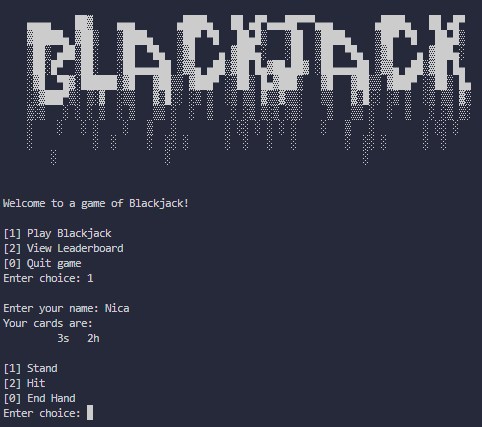 BLACKJACK
Welcome to a game of Blackjack!
[1] Play Blackjack
[2] View Leaderboard
[0] Quit game
Enter choice: 1
Enter your name: Nica
Your cards are:
3s 2h
[1] Stand
[2] Hit
[0] End Hand
Enter choice: